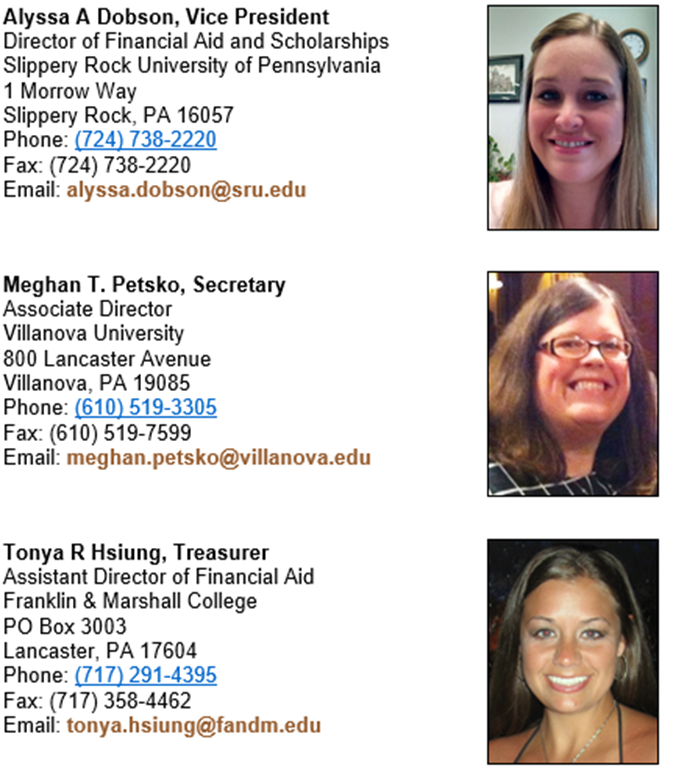 Alyssa A Dobson, Vice President
Director of Financial Aid and Scholarships
Slippery Rock University of Pennsylvania
1 Morrow Way
Slippery Rock, PA 16057
Phone: (724) 738-2220
Fax: (724) 738-2220
Email: alyssa.dobson@sru.edu
Meghan T. Petsko, Secretary
Associate Director
Villanova University
800 Lancaster Avenue
Villanova, PA 19085
Phone: (610) 519-3305
Fax: (610) 519-7599
Email: meghan.petsko@villanova.edu
Tonya R Hsiung, Treasurer
Assistant Director of Financial Aid
Franklin & Marshall College
PO Box 3003
Lancaster, PA 17604
Phone: (717) 291-4395
Fax: (717) 358-4462
Email: tonya.hsiung@fandm.edu